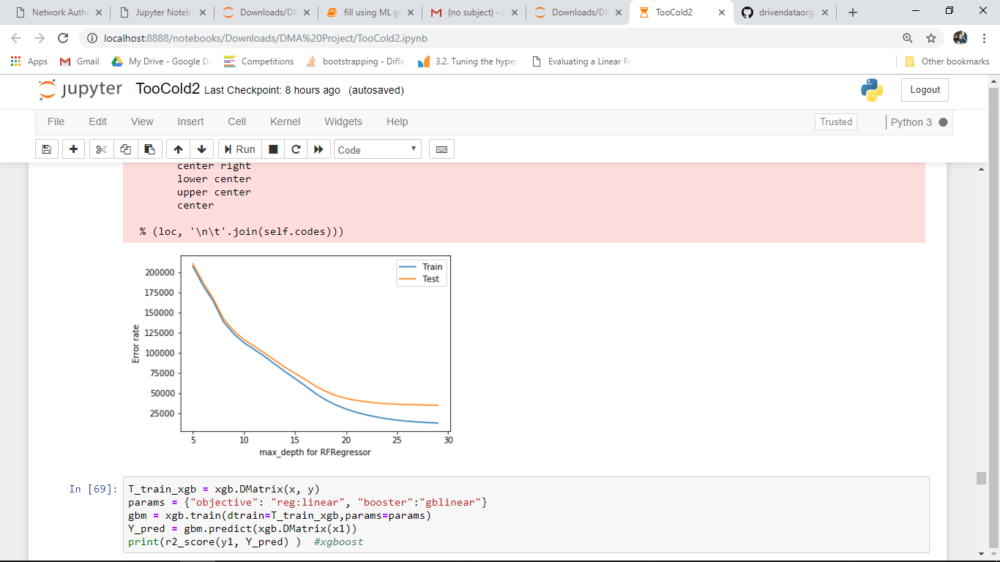 Network Authe
Jupyter Noteb
Downloads/DM
fill using ML go
(no subject) - g
Downloads/DM
TooCold2
drivendataorg/
localhost:8888/notebooks/Downloads/DMA%20Project/TooCold2.ipynb
Apps
Gmail
My Drive - Google Dr
Competitions
bootstrapping - Diffe
3.2. Tuning the hyper
Evaluating a Linear Re
Other bookmarks
jupyter TooCold2 Last Checkpoint: 8 hours ago (autosaved)
Logout
File Edit View Insert Cell Kernel Widgets Help
Trusted
Python 3
Run
Code
center right
lower center
upper center
center
% (loc, '\n\t'.join(self.codes)))
Train
Test
200000
175000
150000
125000
100000
75000
50000
25000
Error rate
5 10 15 20 25 30
max_depth for RFRegressor
In [69]:
T_train_xgb = xgb.DMatrix(x, y)
params = {"objective": "reg:linear", "booster":"gblinear"}
gbm = xgb.train(dtrain=T_train_xgb,params=params)
Y_pred = gbm.predict(xgb.DMatrix(x1))
print(r2_score(y1, Y_pred) )  #xgboost